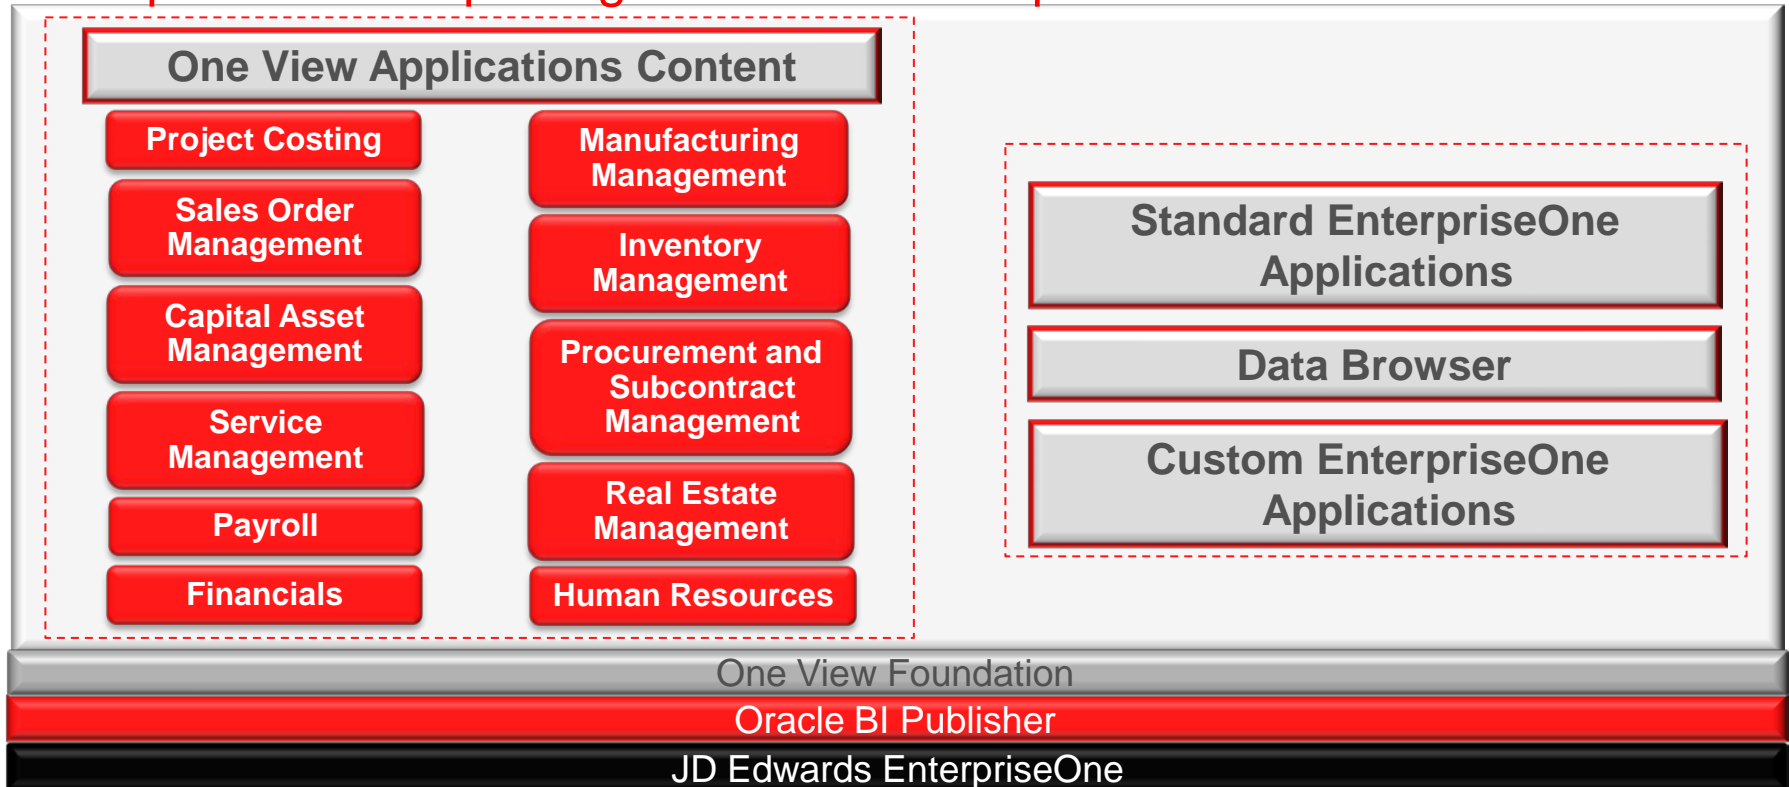 One View Applications Content
Project Costing
Sales Order
Management
Capital Asset
Management
Service
Management
Payroll
Financials
Manufacturing
Management
Inventory
Management
Procurement and
Subcontract
Management
Real Estate
Management
Human Resources
Standard EnterpriseOne
Applications
Data Browser
Custom EnterpriseOne
Applications
One View Foundation
Oracle BI Publisher
JD Edwards EnterpriseOne